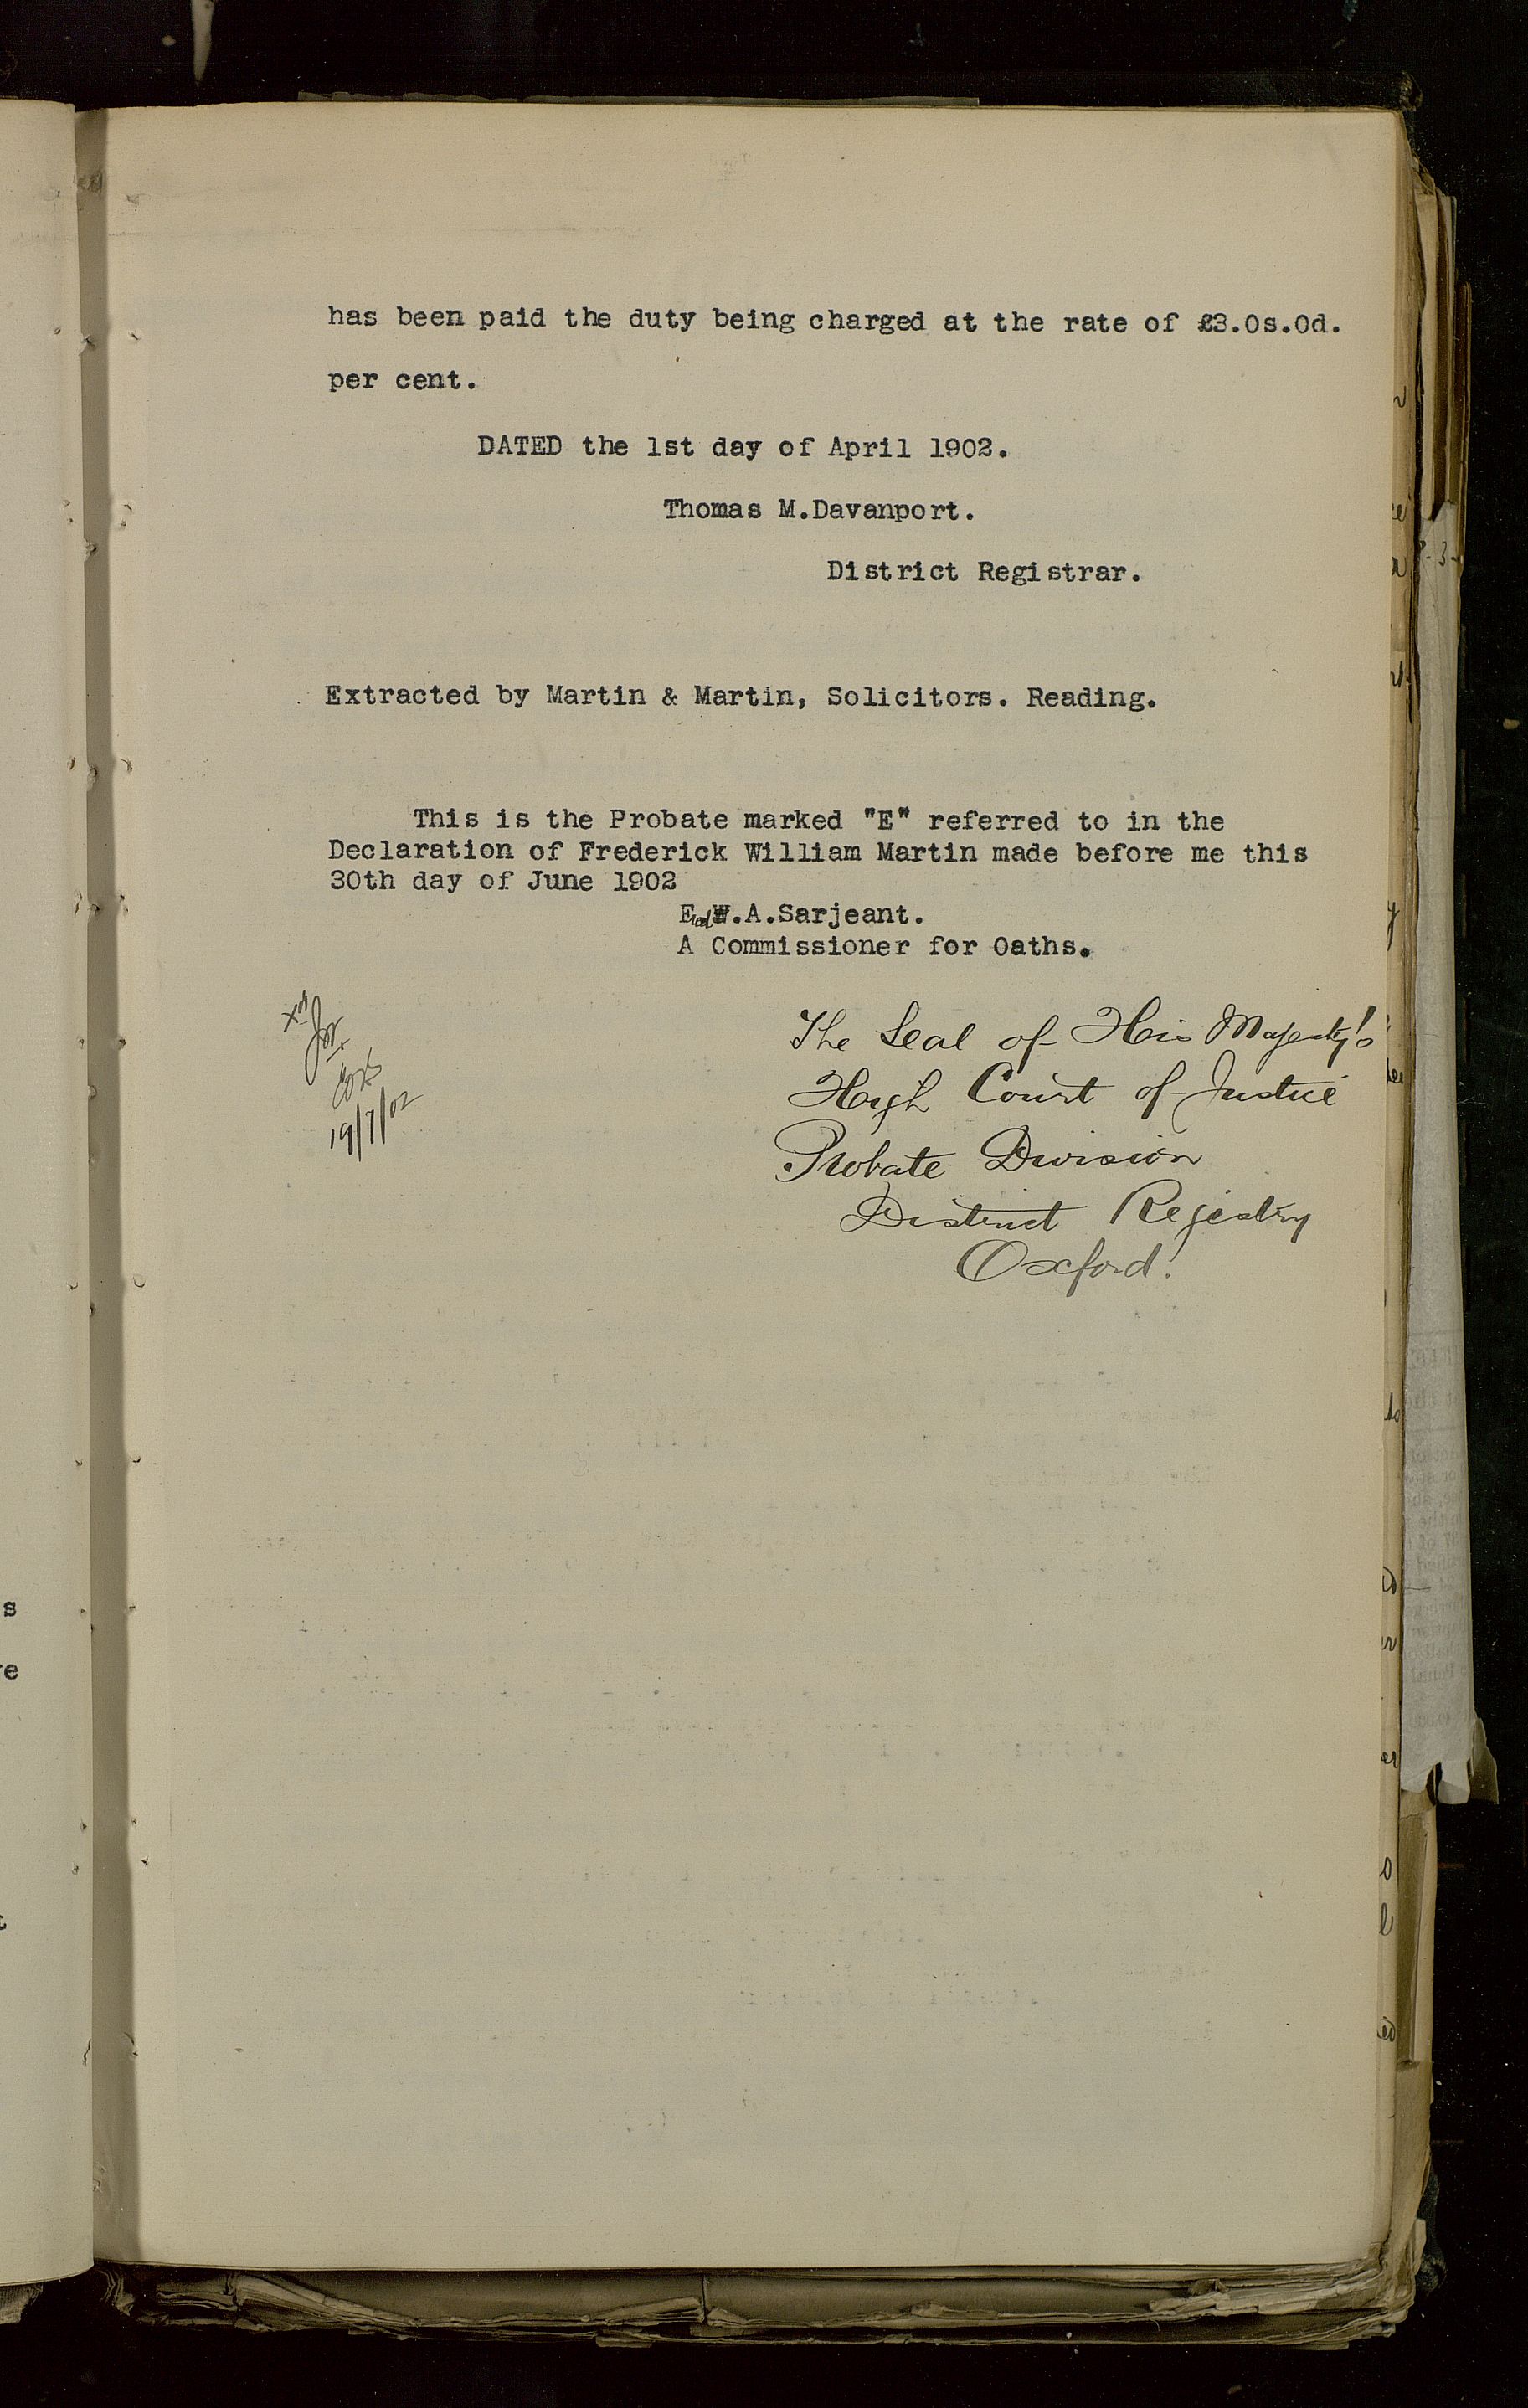 has been paid the duty being charged at the rate of £3.0s.0d.
per cent.
DATED the 1st day of April 1902.
Thomas M.Davanport.
District Registrar.
Extracted by Martin & Martin, Solicitors. Reading.
This is the Probate marked "E" referred to in the
Declaration of Frederick William Martin made before me this
30th day of June 1902
W.A.Sarjeant.
A Commissioner for Oaths.
19/7/02
The Seal of His Majesty's
High Court of Justice
Probate Division
District Registry
Oxford.